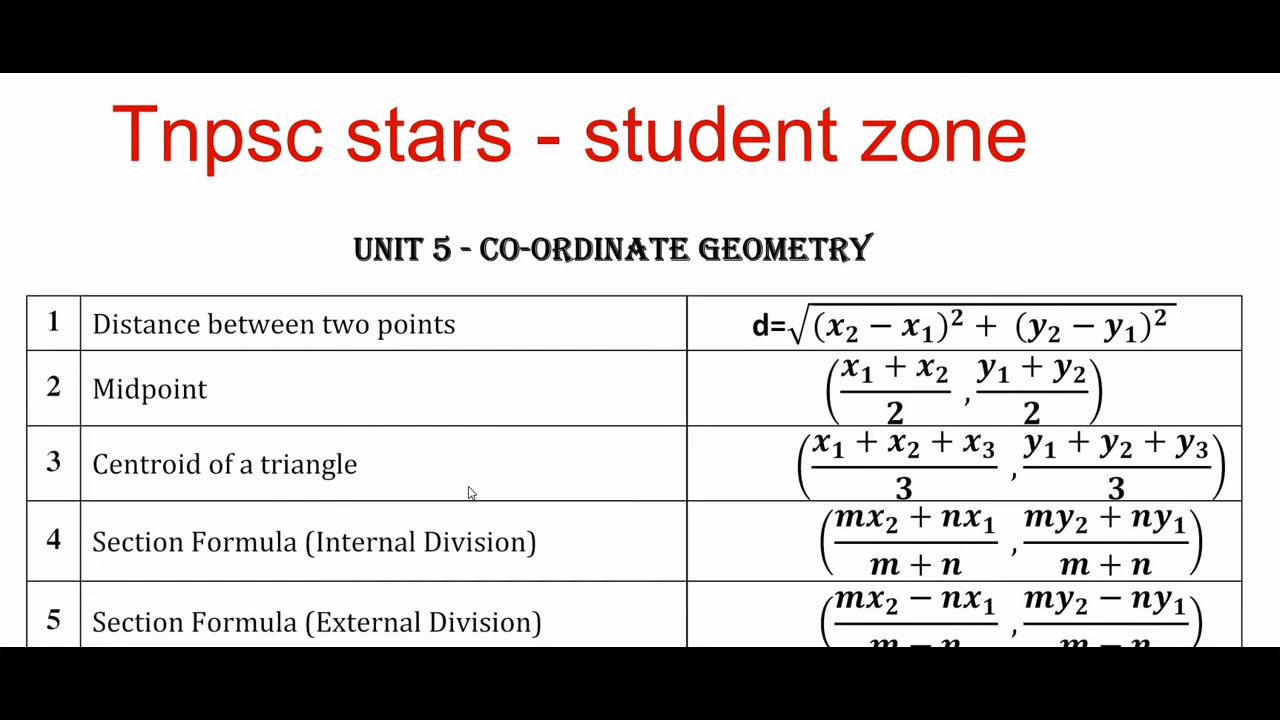 Tnpsc stars - student zone
UNIT 5 - CO-ORDINATE GEOMETRY
1 Distance between two points d=√(x₂ − x₁)² + (y₂ − y₁)²
2 Midpoint ((x₁ + x₂)/2 , (y₁ + y₂)/2)
3 Centroid of a triangle ((x₁ + x₂ + x₃)/3 , (y₁ + y₂ + y₃)/3)
4 Section Formula (Internal Division) ((mx₂ + nx₁)/(m + n) , (my₂ + ny₁)/(m + n))
5 Section Formula (External Division) ((mx₂ − nx₁)/(m − n) , (my₂ − ny₁)/(m − n))